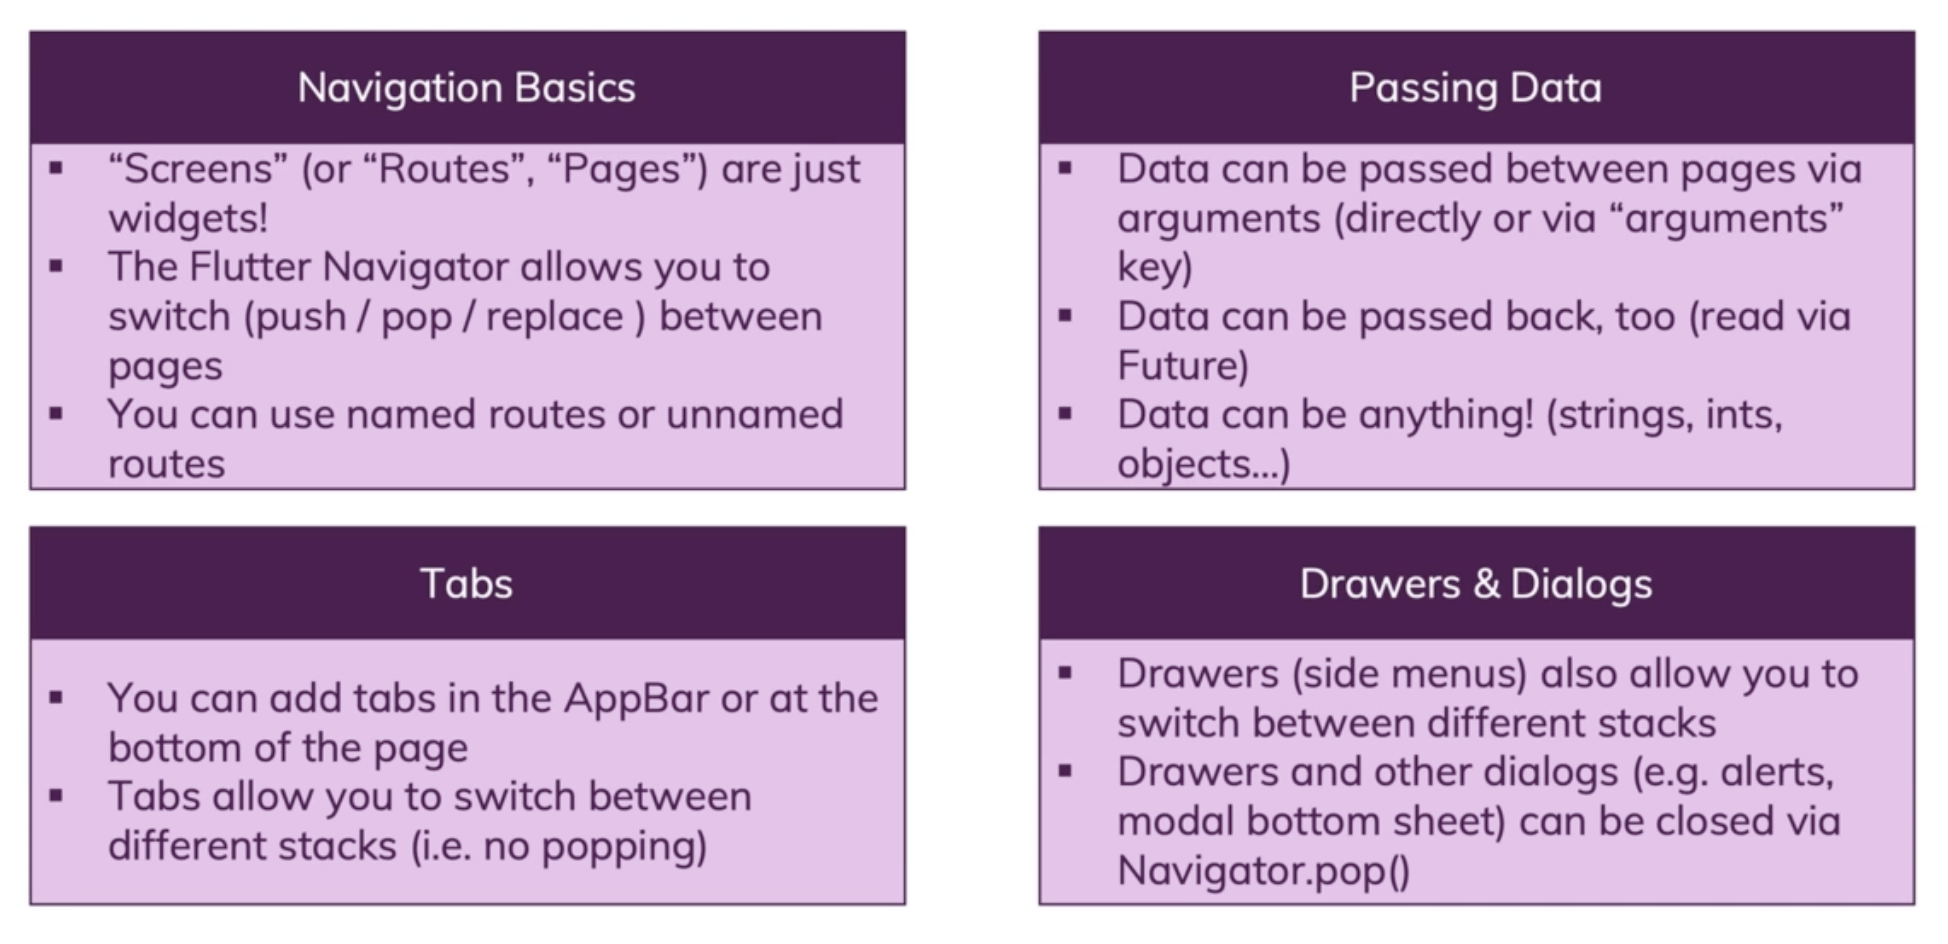 Navigation Basics
▪ “Screens” (or “Routes”, “Pages”) are just
widgets!
▪ The Flutter Navigator allows you to
switch (push / pop / replace ) between
pages
▪ You can use named routes or unnamed
routes
Passing Data
▪ Data can be passed between pages via
arguments (directly or via “arguments”
key)
▪ Data can be passed back, too (read via
Future)
▪ Data can be anything! (strings, ints,
objects…)
Tabs
▪ You can add tabs in the AppBar or at the
bottom of the page
▪ Tabs allow you to switch between
different stacks (i.e. no popping)
Drawers & Dialogs
▪ Drawers (side menus) also allow you to
switch between different stacks
▪ Drawers and other dialogs (e.g. alerts,
modal bottom sheet) can be closed via
Navigator.pop()